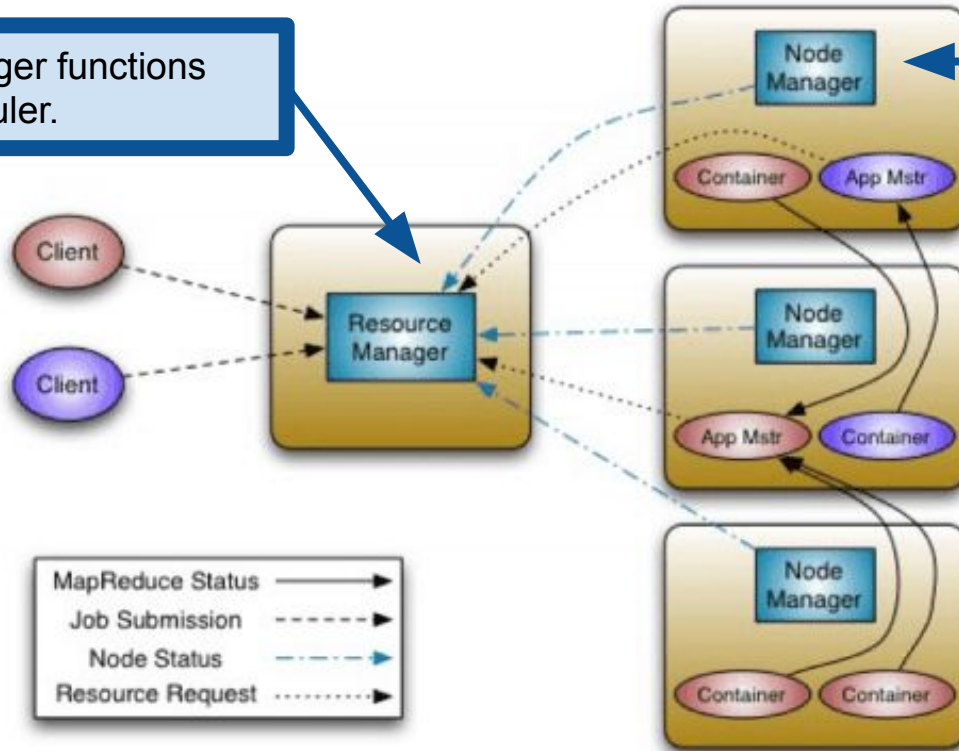 ger functions
uler.
Client
Client
Resource
Manager
Node
Manager
Container
App Mstr
Node
Manager
App Mstr
Container
Node
Manager
Container
Container
MapReduce Status
Job Submission
Node Status
Resource Request